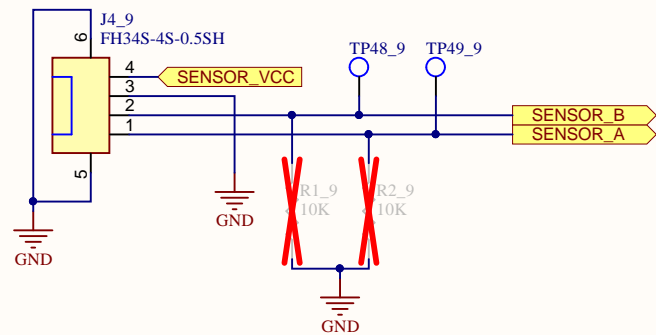 J4_9
FH34S-4S-0.5SH
6
TP48_9
TP49_9
4
SENSOR_VCC
3
2
SENSOR_B
1
SENSOR_A
5
R1_9
10K
R2_9
10K
GND
GND
GND